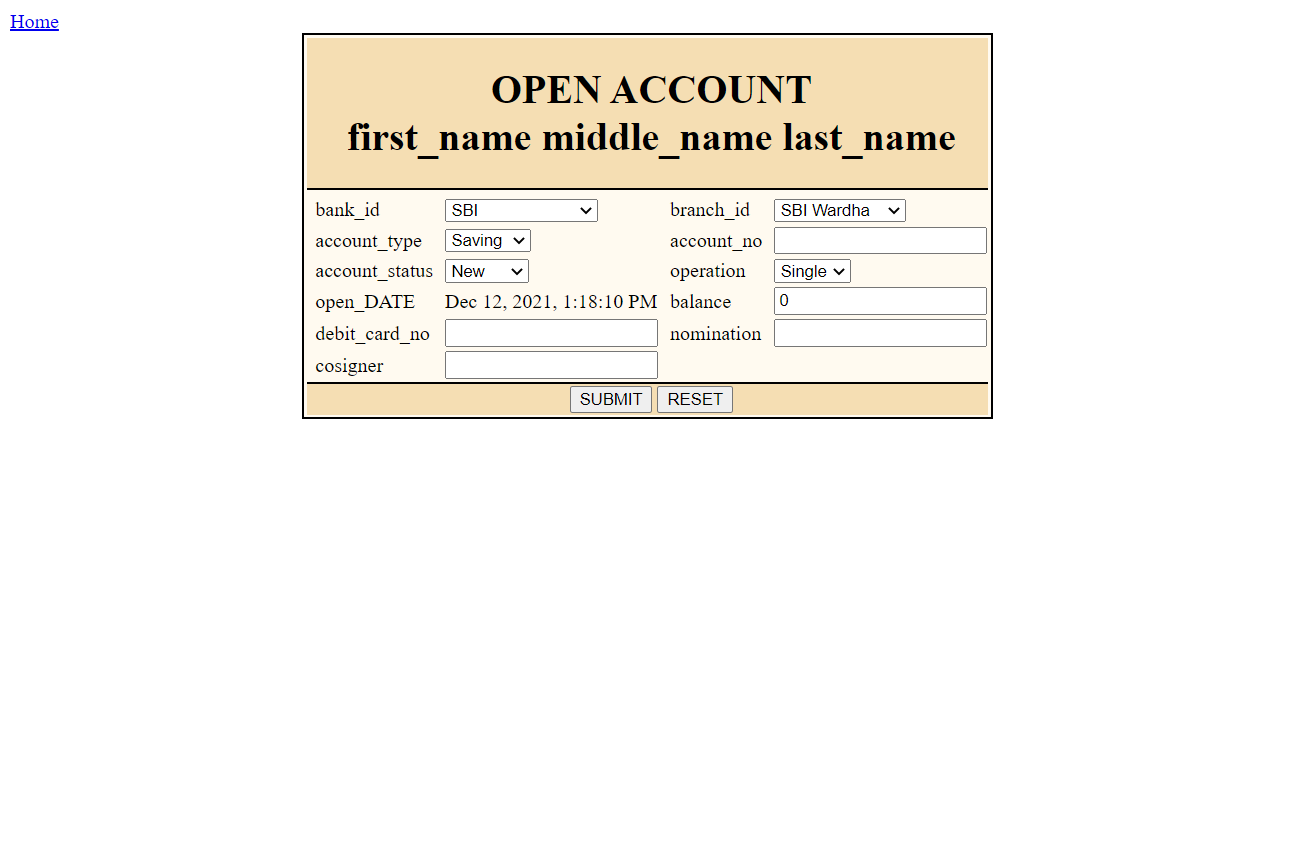 Home
OPEN ACCOUNT
first_name middle_name last_name
bank_id SBI branch_id SBI Wardha
account_type Saving account_no
account_status New operation Single
open_DATE Dec 12, 2021, 1:18:10 PM balance 0
debit_card_no nomination
cosigner
SUBMIT RESET